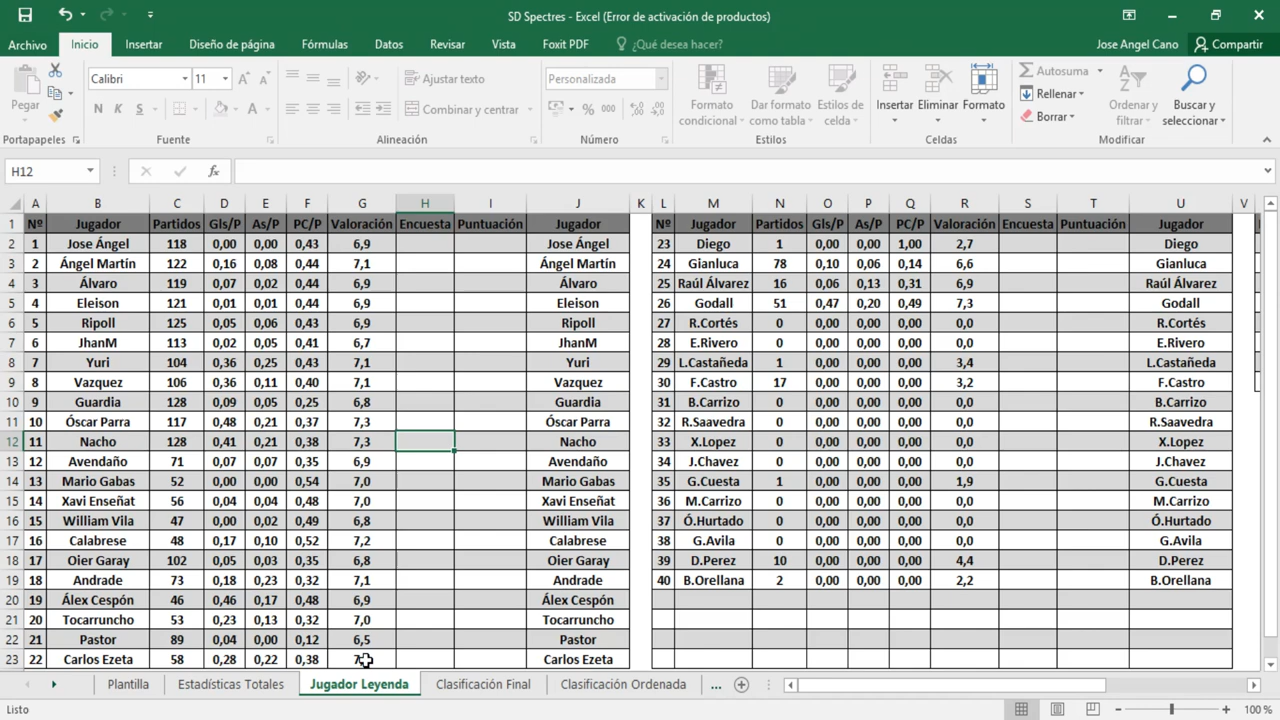 SD Spectres - Excel (Error de activación de productos)
Archivo Inicio Insertar Diseño de página Fórmulas Datos Revisar Vista Foxit PDF ¿Qué desea hacer? Jose Angel Cano Compartir
Pegar Calibri 11 Ajustar texto Personalizada Formato condicional Dar formato como tabla Estilos de celda Insertar Eliminar Formato Autosuma Rellenar Borrar Ordenar y filtrar Buscar y seleccionar
N K S Combinar y centrar % 000
Portapapeles Fuente Alineación Número Estilos Celdas Modificar
H12 fx
A B C D E F G H I J K L M N O P Q R S T U V
1 Nº Jugador Partidos Gls/P As/P PC/P Valoración Encuesta Puntuación Jugador Nº Jugador Partidos Gls/P As/P PC/P Valoración Encuesta Puntuación Jugador
2 1 Jose Ángel 118 0,00 0,00 0,43 6,9 Jose Ángel 23 Diego 1 0,00 0,00 1,00 2,7 Diego
3 2 Ángel Martín 122 0,16 0,08 0,44 7,1 Ángel Martín 24 Gianluca 78 0,10 0,06 0,14 6,6 Gianluca
4 3 Álvaro 119 0,07 0,02 0,44 6,9 Álvaro 25 Raúl Álvarez 16 0,06 0,13 0,31 6,9 Raúl Álvarez
5 4 Eleison 121 0,01 0,01 0,44 6,9 Eleison 26 Godall 51 0,47 0,20 0,49 7,3 Godall
6 5 Ripoll 125 0,05 0,06 0,43 6,9 Ripoll 27 R.Cortés 0 0,00 0,00 0,00 0,0 R.Cortés
7 6 JhanM 113 0,02 0,05 0,41 6,7 JhanM 28 E.Rivero 0 0,00 0,00 0,00 0,0 E.Rivero
8 7 Yuri 104 0,36 0,25 0,43 7,1 Yuri 29 L.Castañeda 1 0,00 0,00 0,00 3,4 L.Castañeda
9 8 Vazquez 106 0,36 0,11 0,40 7,1 Vazquez 30 F.Castro 17 0,00 0,00 0,00 3,2 F.Castro
10 9 Guardia 128 0,09 0,05 0,25 6,8 Guardia 31 B.Carrizo 0 0,00 0,00 0,00 0,0 B.Carrizo
11 10 Óscar Parra 117 0,48 0,21 0,37 7,3 Óscar Parra 32 R.Saavedra 0 0,00 0,00 0,00 0,0 R.Saavedra
12 11 Nacho 128 0,41 0,21 0,38 7,3 Nacho 33 X.Lopez 0 0,00 0,00 0,00 0,0 X.Lopez
13 12 Avendaño 71 0,07 0,07 0,35 6,9 Avendaño 34 J.Chavez 0 0,00 0,00 0,00 0,0 J.Chavez
14 13 Mario Gabas 52 0,00 0,00 0,34 7,0 Mario Gabas 35 G.Cuesta 1 0,00 0,00 0,00 1,9 G.Cuesta
15 14 Xavi Enseñat 56 0,04 0,04 0,48 7,0 Xavi Enseñat 36 M.Carrizo 0 0,00 0,00 0,00 0,0 M.Carrizo
16 15 William Vila 47 0,00 0,02 0,49 6,8 William Vila 37 Ó.Hurtado 0 0,00 0,00 0,00 0,0 Ó.Hurtado
17 16 Calabrese 48 0,17 0,10 0,52 7,2 Calabrese 38 G.Avila 0 0,00 0,00 0,00 0,0 G.Avila
18 17 Oier Garay 102 0,05 0,03 0,35 6,8 Oier Garay 39 D.Perez 10 0,00 0,00 0,00 4,4 D.Perez
19 18 Andrade 73 0,18 0,23 0,32 7,1 Andrade 40 B.Orellana 2 0,00 0,00 0,00 2,2 B.Orellana
20 19 Álex Cespón 46 0,46 0,17 0,48 6,9 Álex Cespón
21 20 Tocarruncho 53 0,23 0,13 0,32 7,0 Tocarruncho
22 21 Pastor 89 0,04 0,00 0,12 6,5 Pastor
23 22 Carlos Ezeta 58 0,28 0,22 0,38 Carlos Ezeta
Plantilla Estadísticas Totales Jugador Leyenda Clasificación Final Clasificación Ordenada ...
Listo 100 %